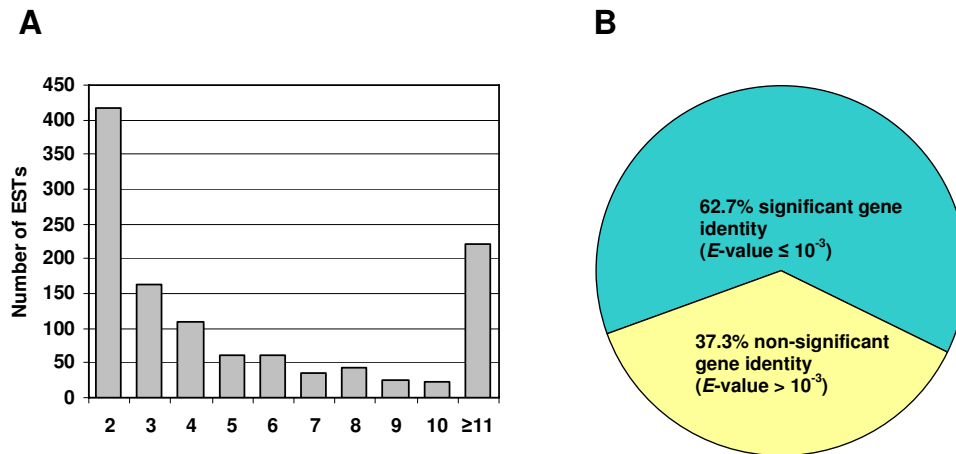 A
B
Number of ESTs
450
400
350
300
250
200
150
100
50
0
2 3 4 5 6 7 8 9 10 ≥11
62.7% significant gene
identity
(E-value ≤ 10⁻³)
37.3% non-significant
gene identity
(E-value > 10⁻³)